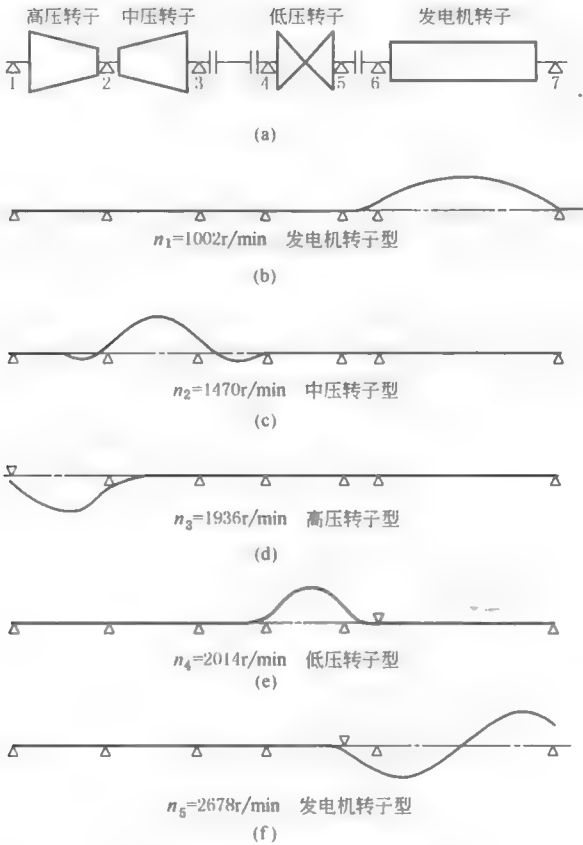 高压转子 中压转子 低压转子 发电机转子
1 2 3 4 5 6 7
(a)
n₁=1002r/min 发电机转子型
(b)
n₂=1470r/min 中压转子型
(c)
n₃=1936r/min 高压转子型
(d)
n₄=2014r/min 低压转子型
(e)
n₅=2678r/min 发电机转子型
(f)